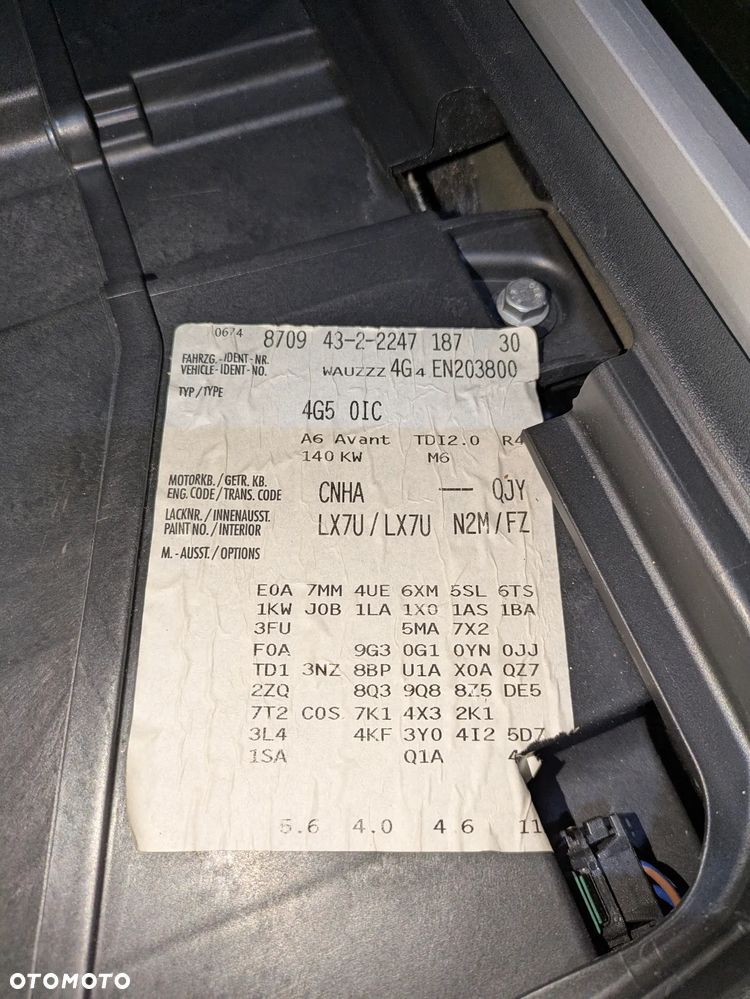 0674 8709 43-2-2247 187 30
FAHRZG.-IDENT-NR.
VEHICLE-IDENT-NO. WAUZZZ 4G4 EN203800
TYP/TYPE
4G5 0IC
A6 Avant TDI2.0 R4
140 KW M6
MOTORKB./GETR. KB.
ENG. CODE/TRANS. CODE CNHA -- QJY
LACKNR./INNENAUSST.
PAINT NO./INTERIOR LX7U/LX7U N2M/FZ
M.-AUSST./OPTIONS
E0A 7MM 4UE 6XM 5SL 6TS
1KW J0B 1LA 1X0 1AS 1BA
3FU 5MA 7X2
F0A 9G3 0G1 0YN 0JJ
TD1 3NZ 8BP U1A X0A QZ7
2ZQ 8Q3 9Q8 8Z5 DE5
7T2 C0S 7K1 4X3 2K1
3L4 4KF 3Y0 4I2 5D7
1SA Q1A
5.6 4.0 4.6 11
OTOMOTO